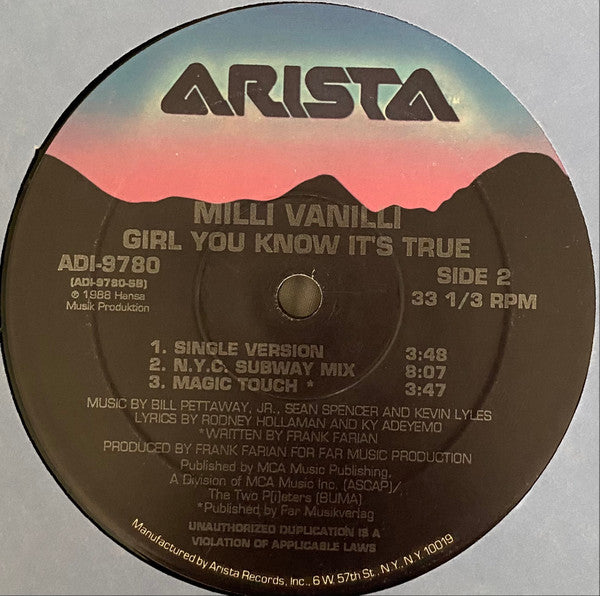 ARISTA
MILLI VANILLI
GIRL YOU KNOW IT'S TRUE
ADI-9780
(ADI-9780-SB)
℗ 1988 Hansa
Musik Produktion
SIDE 2
33 1/3 RPM
1. SINGLE VERSION 3:48
2. N.Y.C. SUBWAY MIX 8:07
3. MAGIC TOUCH * 3:47
MUSIC BY BILL PETTAWAY, JR., SEAN SPENCER AND KEVIN LYLES
LYRICS BY RODNEY HOLLAMAN AND KY ADEYEMO
*WRITTEN BY FRANK FARIAN
PRODUCED BY FRANK FARIAN FOR FAR MUSIC PRODUCTION
Published by MCA Music Publishing,
A Division of MCA Music Inc. (ASCAP)/
The Two P(i)eters (BUMA)
*Published by Far Musikverlag
UNAUTHORIZED DUPLICATION IS A
VIOLATION OF APPLICABLE LAWS
Manufactured by Arista Records, Inc., 6 W. 57th St., N.Y., N.Y. 10019